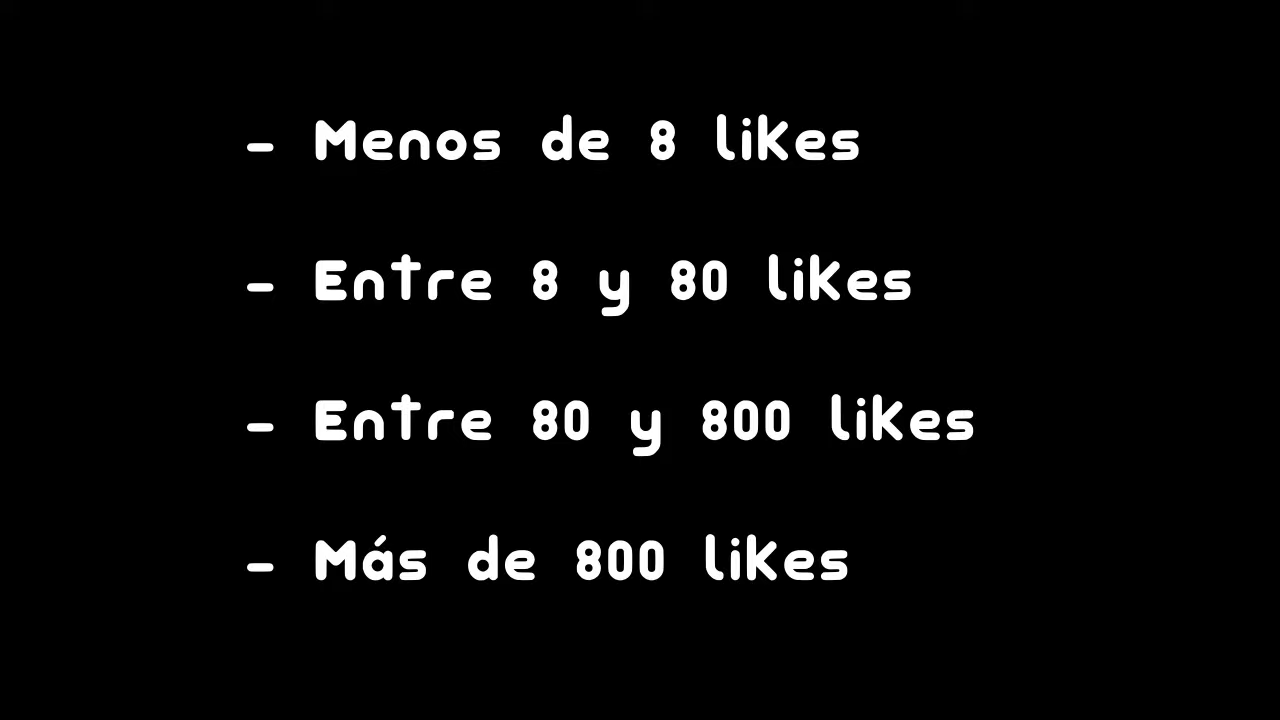 - Menos de 8 likes
- Entre 8 y 80 likes
- Entre 80 y 800 likes
- Más de 800 likes